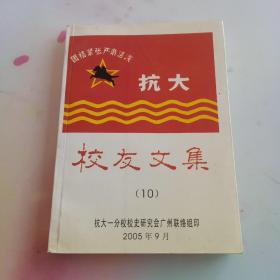 团结紧张严肃活泼
抗大
校友文集
(10)
抗大一分校校史研究会广州联络组印
2005年9月